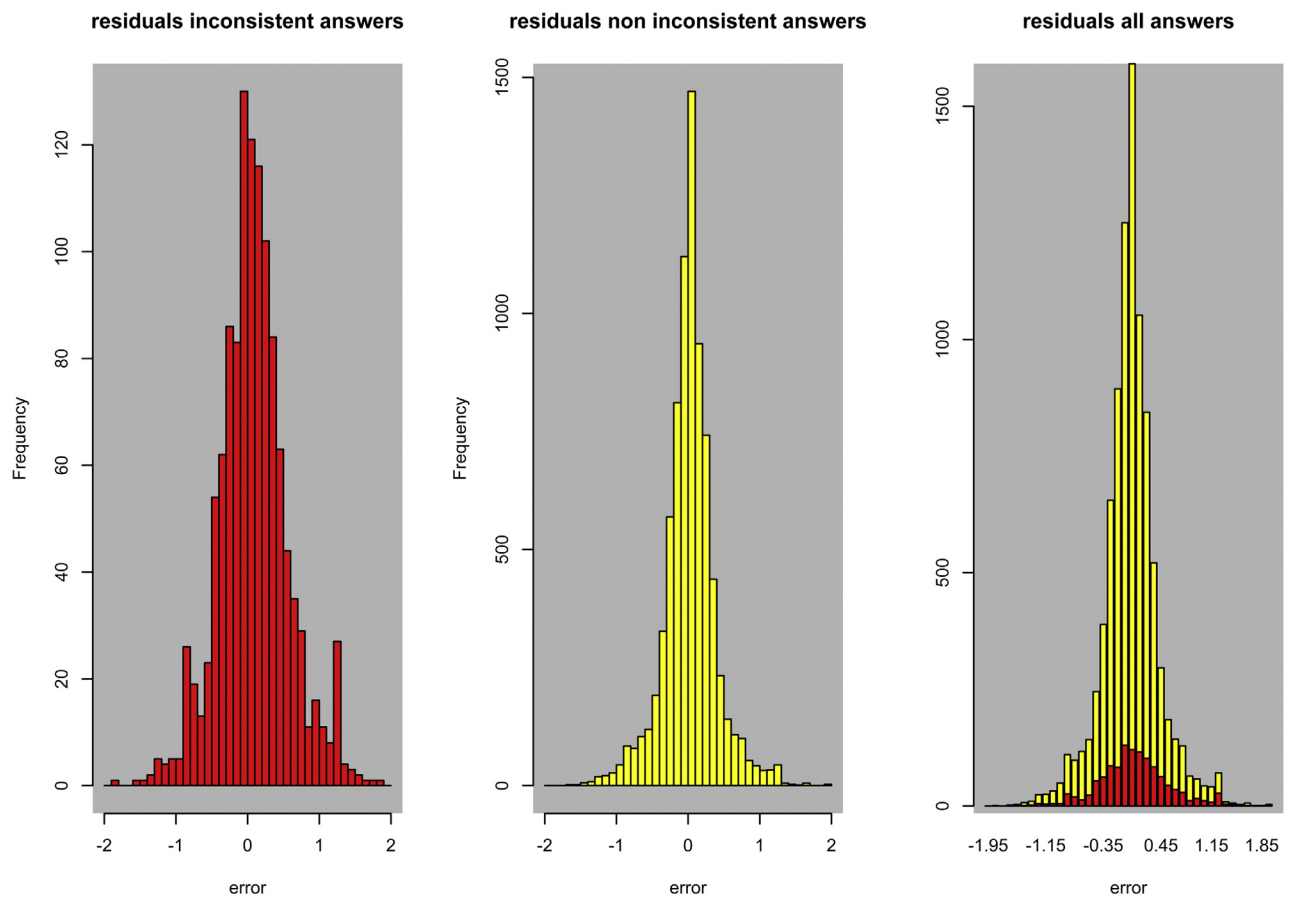 residuals inconsistent answers
Frequency
0
20
40
60
80
100
120
-2 -1 0 1 2
error
residuals non inconsistent answers
Frequency
0
500
1000
1500
-2 -1 0 1 2
error
residuals all answers
0
500
1000
1500
-1.95 -1.15 -0.35 0.45 1.15 1.85
error